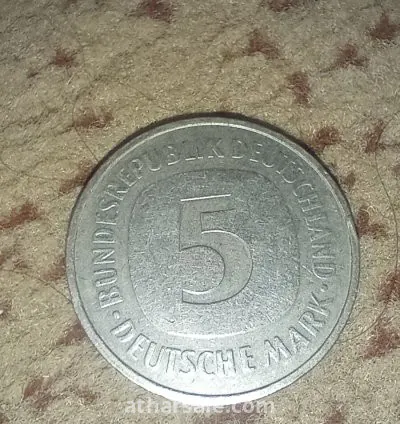 BUNDESREPUBLIK DEUTSCHLAND
5
· DEUTSCHE MARK ·
atharsale.com